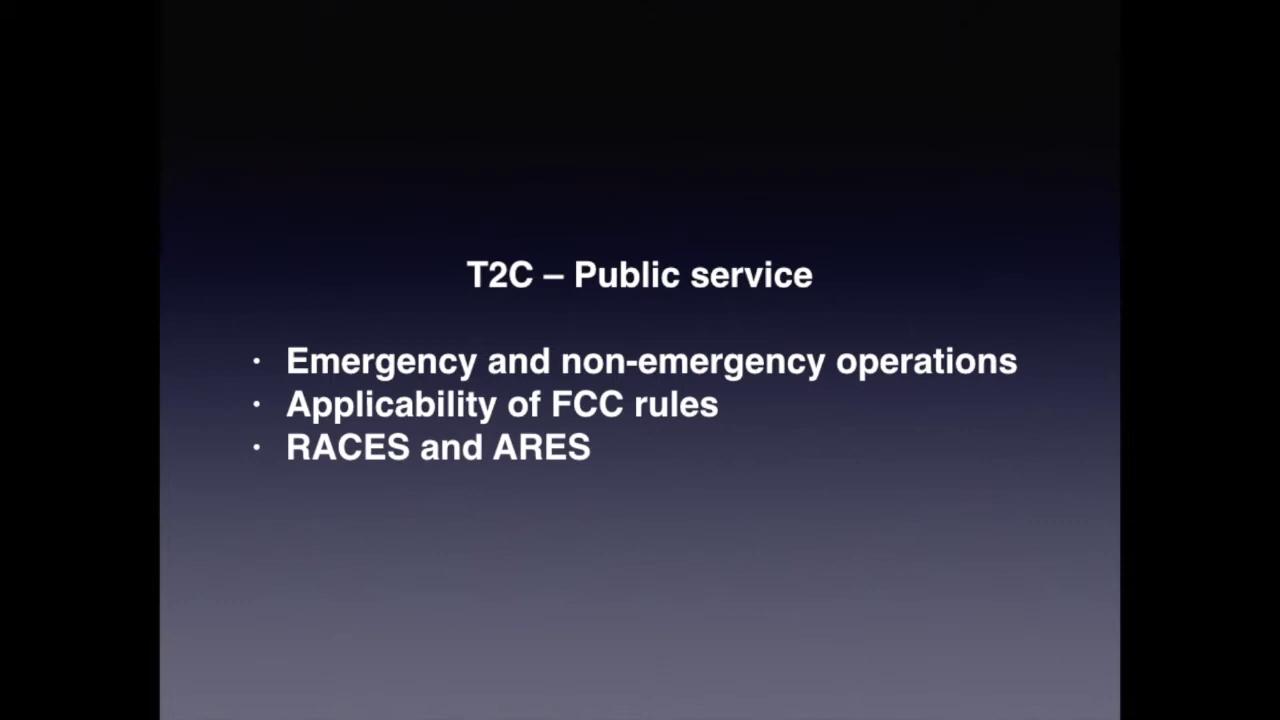 T2C – Public service
· Emergency and non-emergency operations
· Applicability of FCC rules
· RACES and ARES